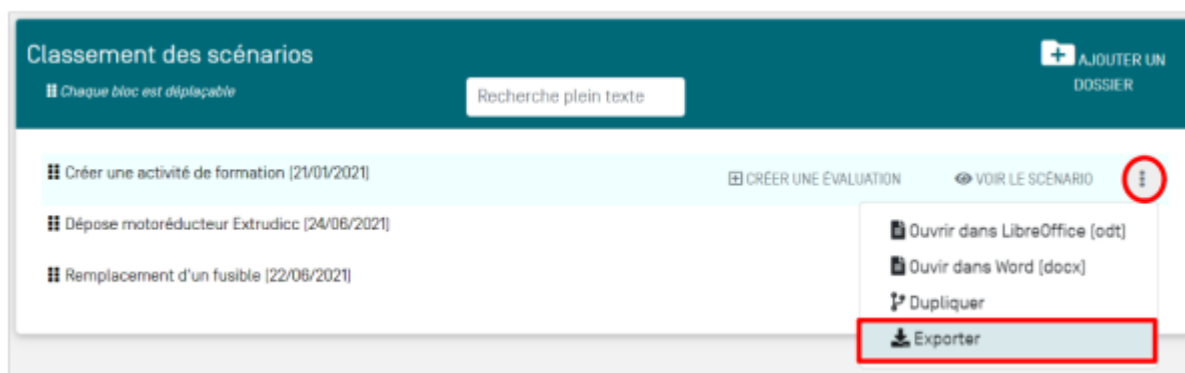 Classement des scénarios
AJOUTER UN
DOSSIER
Chaque bloc est déplaçable
Recherche plein texte
Créer une activité de formation [21/01/2021]
CRÉER UNE ÉVALUATION
VOIR LE SCÉNARIO
Dépose motoréducteur Extrudicc [24/06/2021]
Remplacement d'un fusible [22/06/2021]
Ouvrir dans LibreOffice [odt]
Ouvir dans Word [docx]
Dupliquer
Exporter